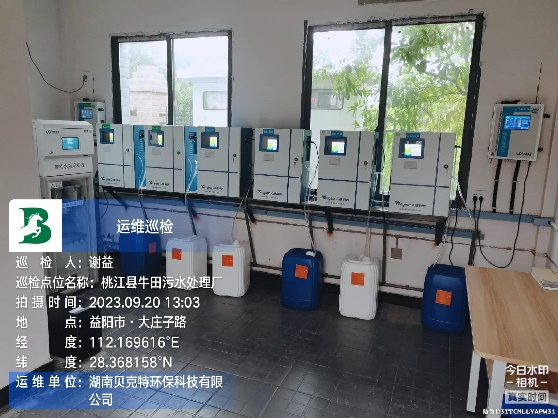 运维巡检
巡 检 人：谢益
巡检点位名称：桃江县牛田污水处理厂
拍 摄 时 间：2023.09.20 13:03
地 点：益阳市·大庄子路
经 度：112.169616°E
纬 度：28.368158°N
运 维 单 位：湖南贝克特环保科技有限
公司
今日水印
相机
真实时间